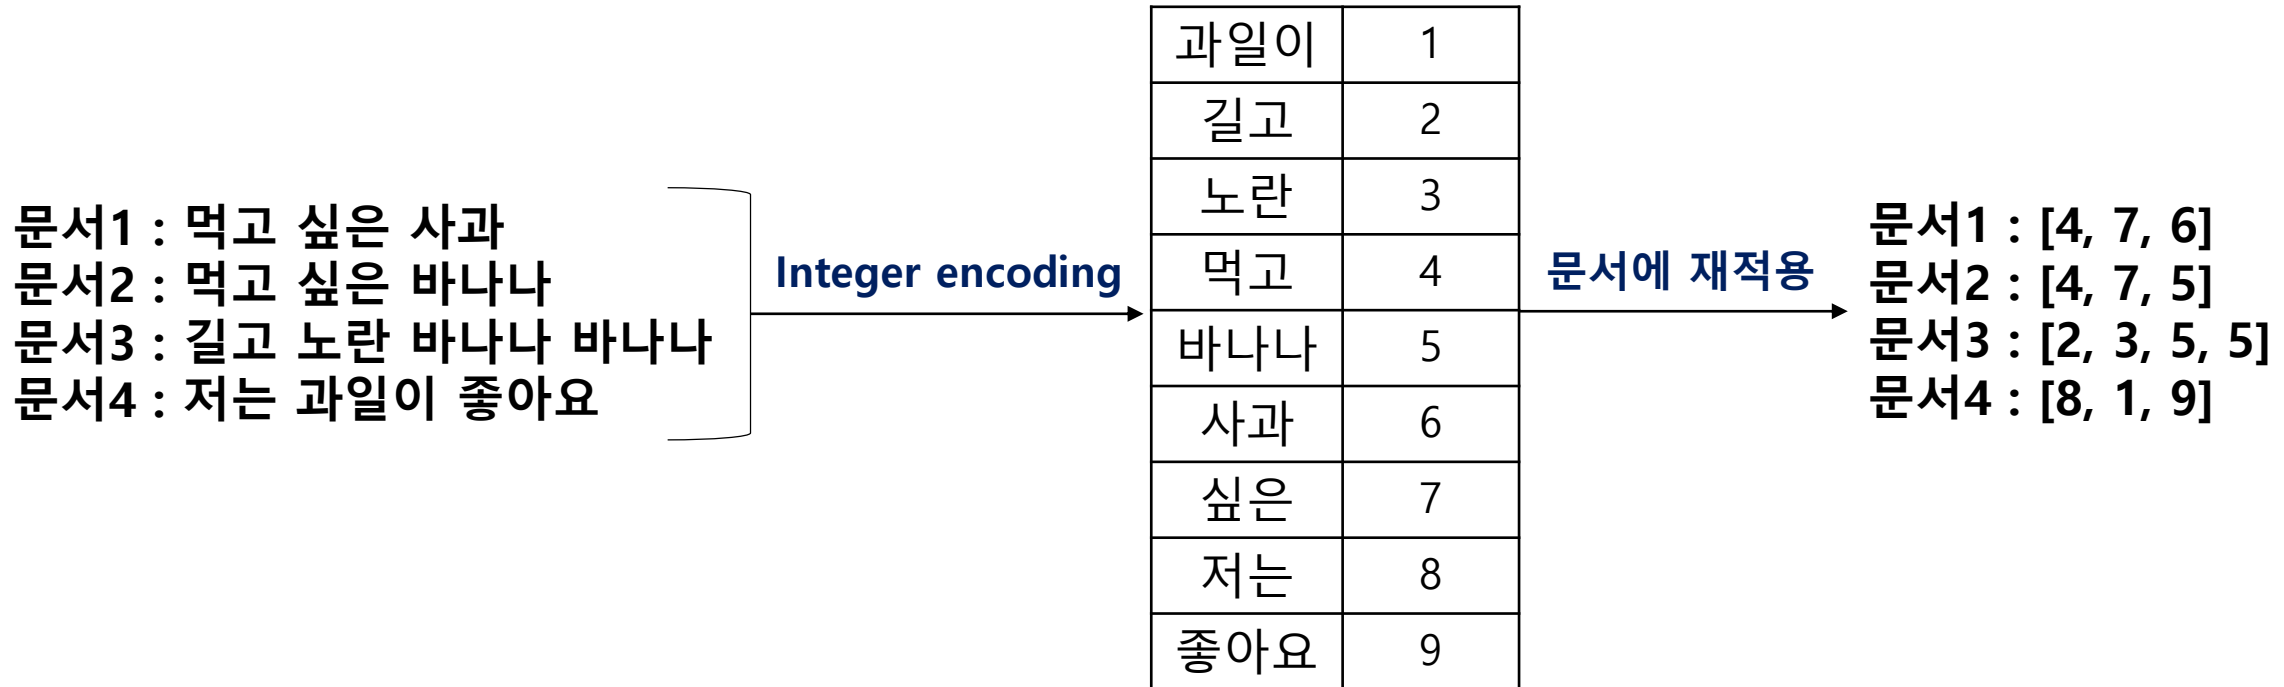 문서1 : 먹고 싶은 사과
문서2 : 먹고 싶은 바나나
문서3 : 길고 노란 바나나 바나나
문서4 : 저는 과일이 좋아요
Integer encoding
과일이 1
길고 2
노란 3
먹고 4
바나나 5
사과 6
싶은 7
저는 8
좋아요 9
문서에 재적용
문서1 : [4, 7, 6]
문서2 : [4, 7, 5]
문서3 : [2, 3, 5, 5]
문서4 : [8, 1, 9]